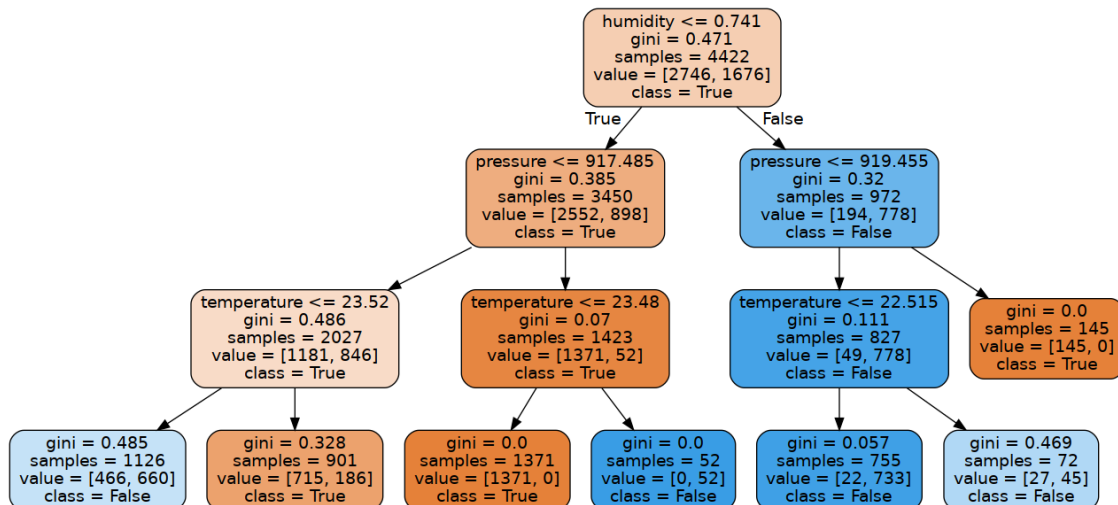 humidity <= 0.741
gini = 0.471
samples = 4422
value = [2746, 1676]
class = True
True
False
pressure <= 917.485
gini = 0.385
samples = 3450
value = [2552, 898]
class = True
pressure <= 919.455
gini = 0.32
samples = 972
value = [194, 778]
class = False
temperature <= 23.52
gini = 0.486
samples = 2027
value = [1181, 846]
class = True
temperature <= 23.48
gini = 0.07
samples = 1423
value = [1371, 52]
class = True
temperature <= 22.515
gini = 0.111
samples = 827
value = [49, 778]
class = False
gini = 0.0
samples = 145
value = [145, 0]
class = True
gini = 0.485
samples = 1126
value = [466, 660]
class = False
gini = 0.328
samples = 901
value = [715, 186]
class = True
gini = 0.0
samples = 1371
value = [1371, 0]
class = True
gini = 0.0
samples = 52
value = [0, 52]
class = False
gini = 0.057
samples = 755
value = [22, 733]
class = False
gini = 0.469
samples = 72
value = [27, 45]
class = False